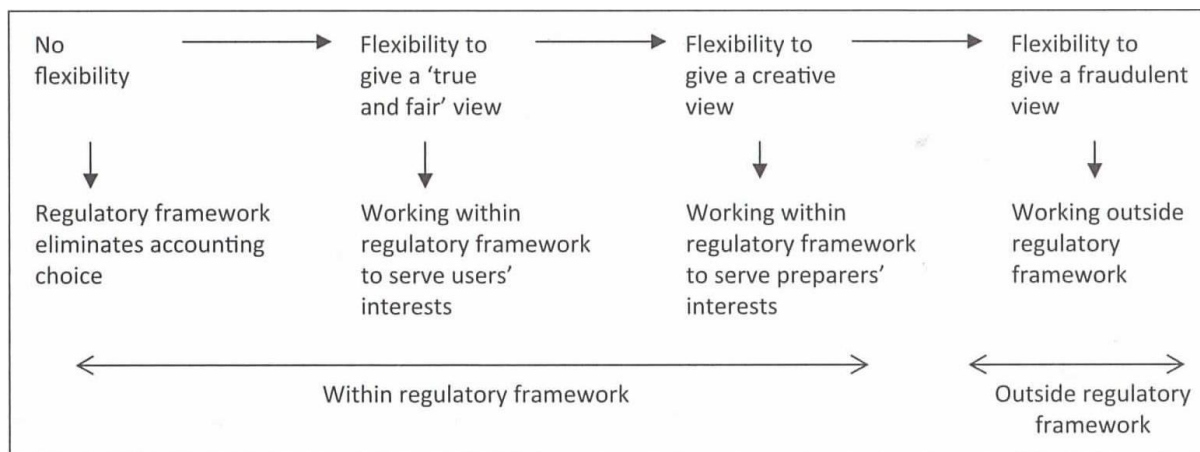 No
flexibility
Flexibility to
give a ‘true
and fair’ view
Flexibility to
give a creative
view
Flexibility to
give a fraudulent
view
Regulatory framework
eliminates accounting
choice
Working within
regulatory framework
to serve users’
interests
Working within
regulatory framework
to serve preparers’
interests
Working outside
regulatory
framework
Within regulatory framework
Outside regulatory
framework